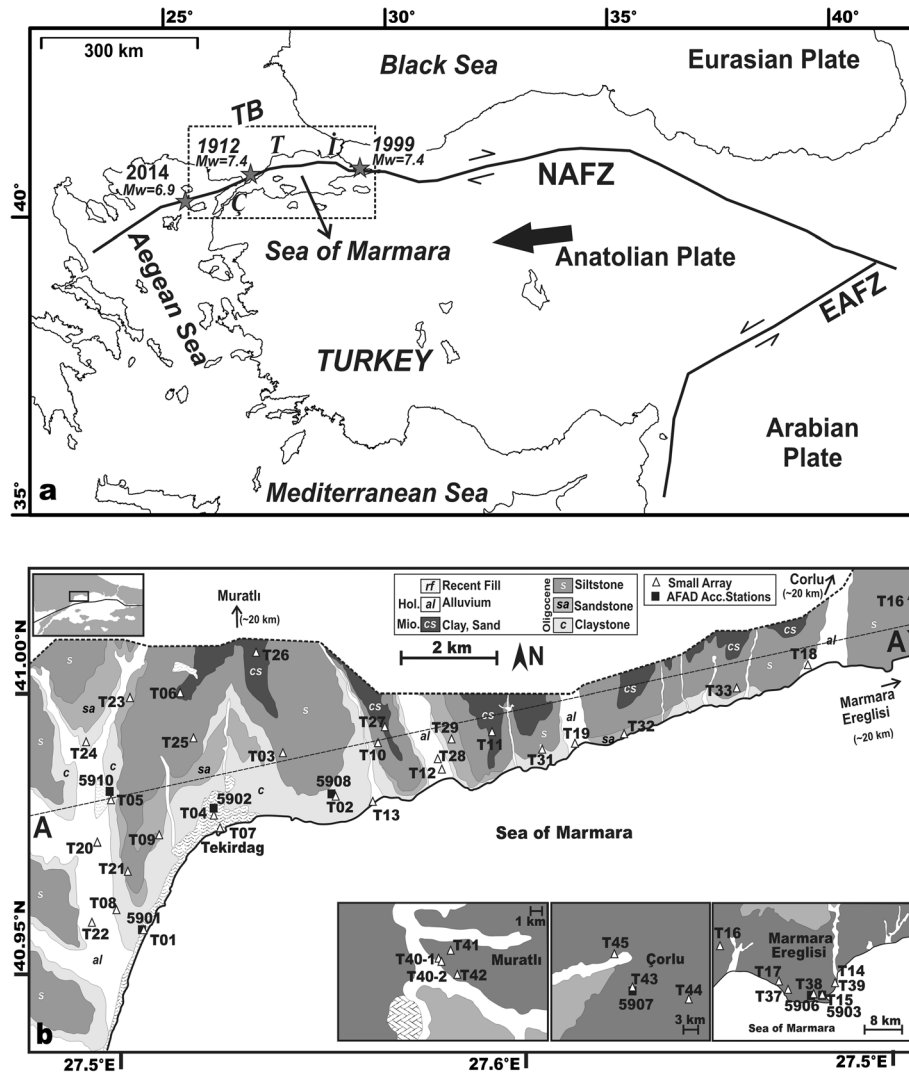 25°
30°
35°
40°
300 km
Black Sea
Eurasian Plate
TB
1912
Mw=7.4
T
İ
1999
Mw=7.4
2014
Mw=6.9
Ç
NAFZ
40°
Sea of Marmara
Anatolian Plate
Aegean Sea
EAFZ
TURKEY
Arabian
Plate
Mediterranean Sea
35°
a
Muratlı
(~20 km)
rf Recent Fill
Hol. al Alluvium
Mio. cs Clay, Sand
Oligocene
s Siltstone
sa Sandstone
c Claystone
Small Array
AFAD Acc.Stations
Corlu
(~20 km)
2 km
N
41.00°N
T16
A'
s
s
T26
cs
T06
T23
sa
s
cs
cs
cs
al
s
T18
s
T33
Marmara
Ereglisi
(~20 km)
s
T24
T25
T03
cs
T27
T10
al
T29
T28
T12
cs
T11
s
T31
al
T19
sa
T32
c
c
sa
c
5910
T05
5902
T04
T07
Tekirdag
5908
T02
T13
A
Sea of Marmara
T20
T09
T21
s
s
T08
T22
5901
T01
al
40.95°N
1 km
T41
T40-1
T40-2
T42
Muratlı
T45
Çorlu
T43
5907
T44
3 km
T16
Marmara
Ereglisi
T17
T37
T38
5906
T14
T39
T15
5903
Sea of Marmara
8 km
b
27.5°E
27.6°E
27.5°E